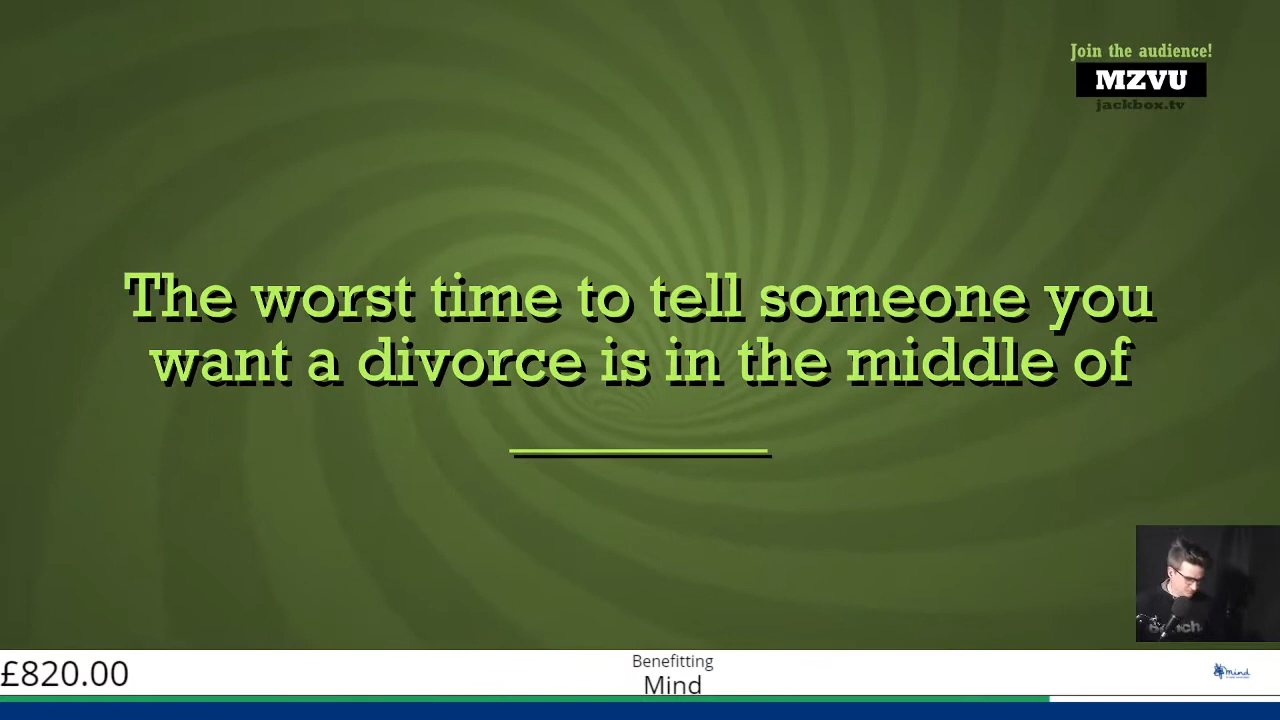 Join the audience!
MZVU
jackbox.tv
The worst time to tell someone you
want a divorce is in the middle of
£820.00
Benefitting
Mind
mind